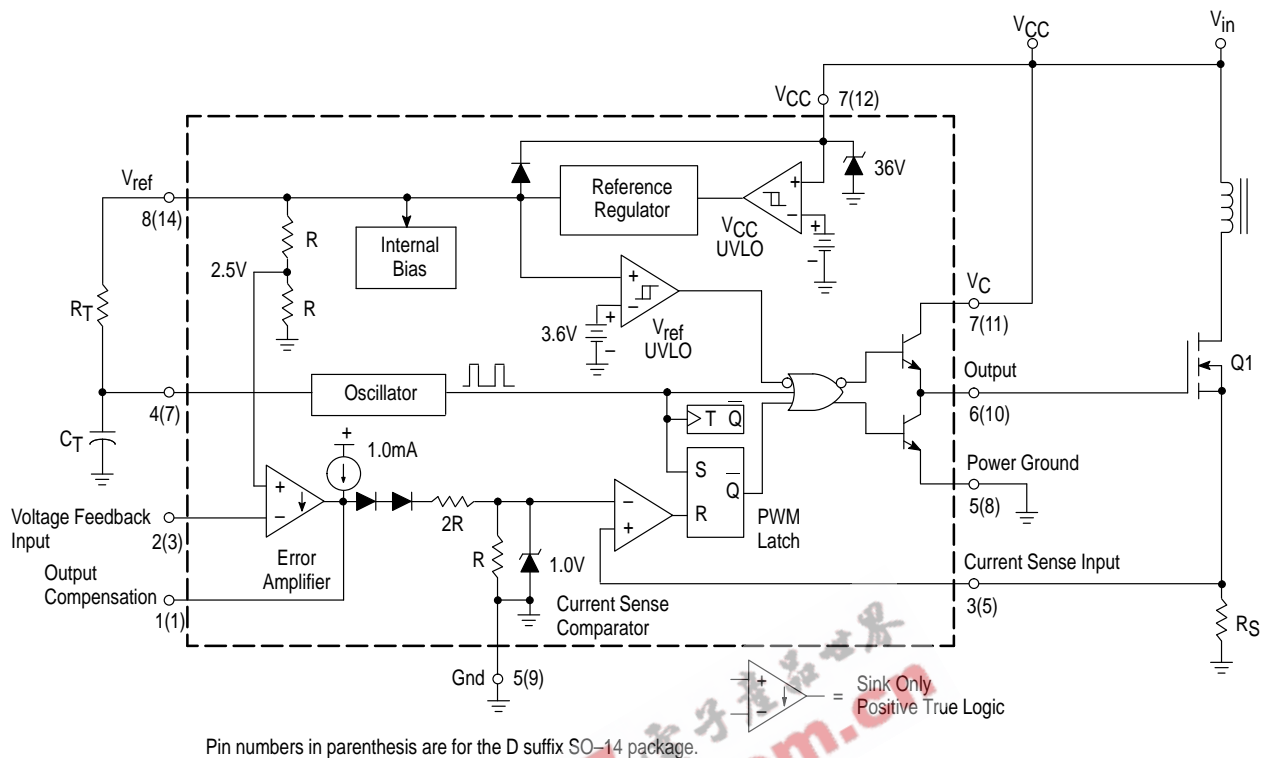 VCC
Vin
VCC 7(12)
Vref
8(14)
R
2.5V
R
Internal
Bias
Reference
Regulator
+
–
VCC
UVLO
+
–
36V
+
–
3.6V
+
–
Vref
UVLO
VC
7(11)
RT
Oscillator
4(7)
CT
T Q
Output
6(10)
Q1
+
1.0mA
S
Q
R
PWM
Latch
Power Ground
5(8)
+
–
Voltage Feedback
Input
2(3)
Error
Amplifier
2R
R
1.0V
–
+
Output
Compensation
1(1)
Current Sense
Comparator
Current Sense Input
3(5)
RS
Gnd 5(9)
+
–
= Sink Only
Positive True Logic
Pin numbers in parenthesis are for the D suffix SO–14 package.